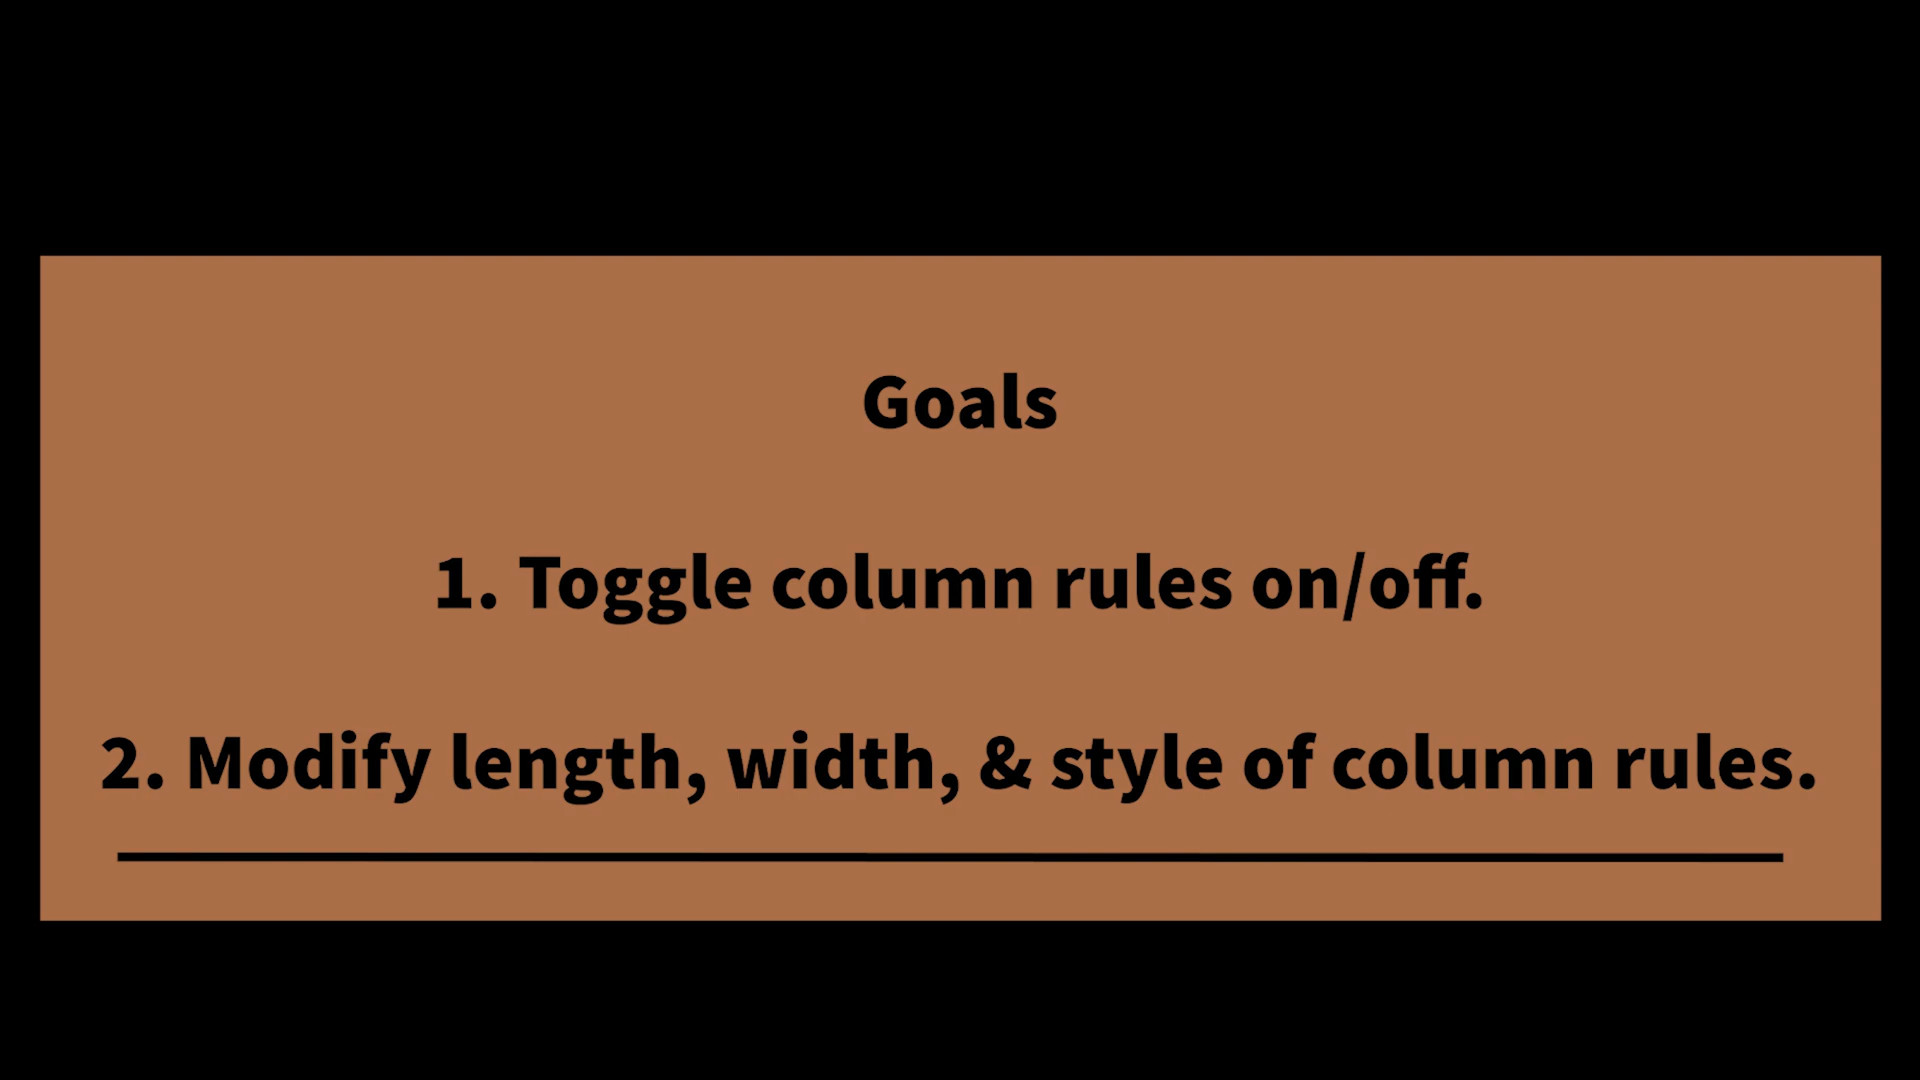 Goals
1. Toggle column rules on/off.
2. Modify length, width, & style of column rules.